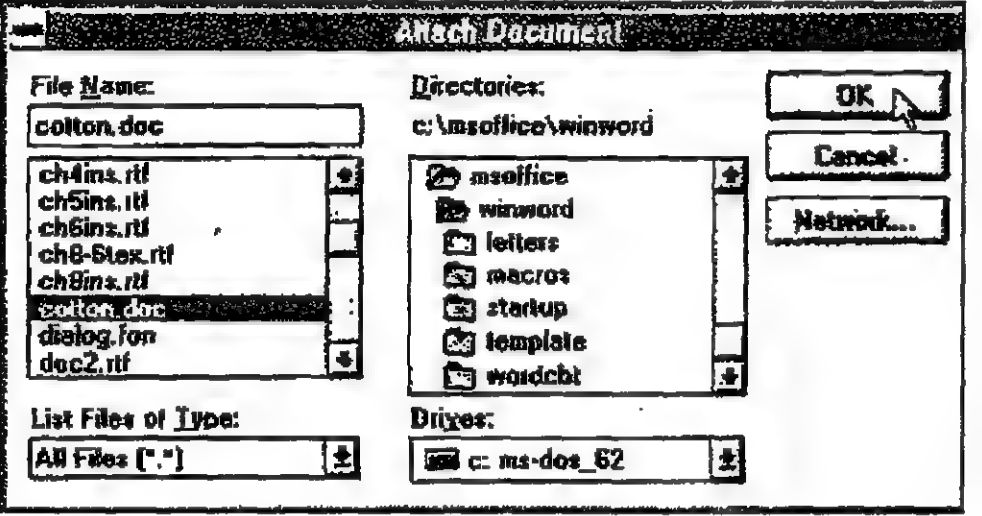 Attach Document
File Name:
cotton.doc
ch4ins.rtf
ch5ins.rtf
ch6ins.rtf
ch8-6tex.rtf
ch8ins.rtf
cotton.doc
dialog.fon
doc2.rtf
List Files of Type:
All Files (*.*)
Directories:
c:\msoffice\winword
msoffice
winword
letters
macros
startup
template
wordcbt
Drives:
c: ms-dos_62
OK
Cancel
Network...